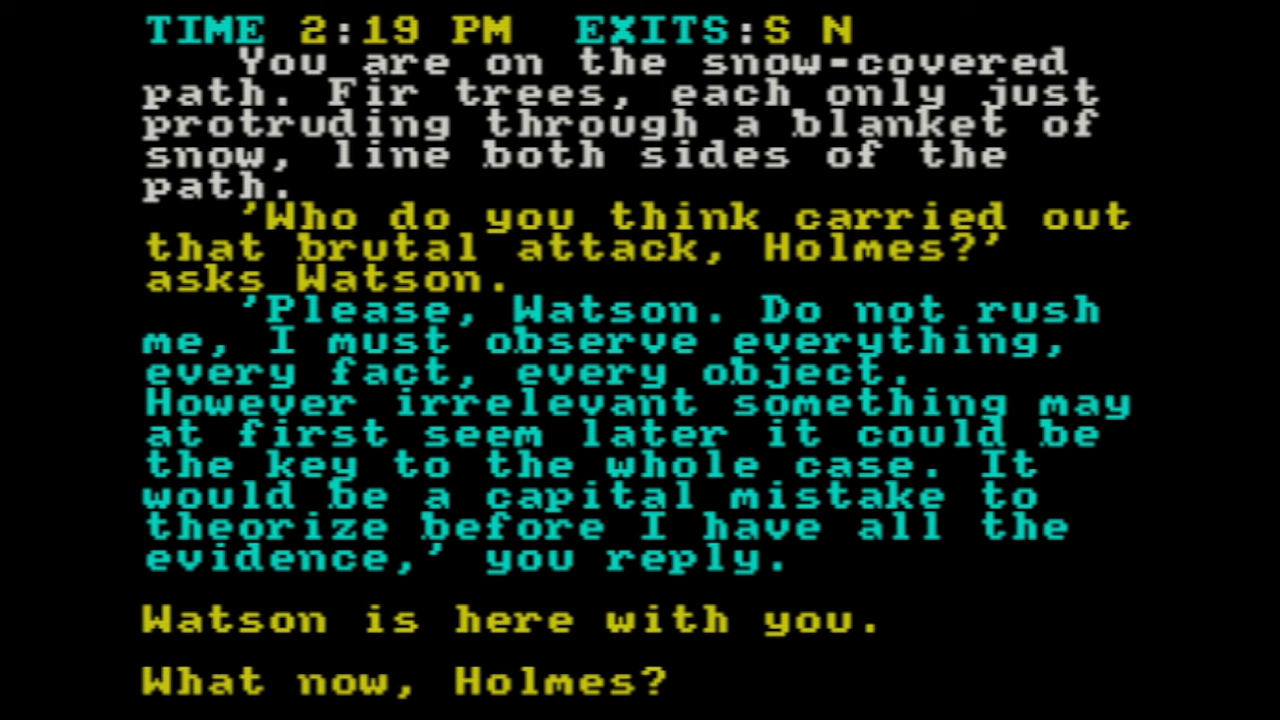 TIME 2:19 PM EXITS:S N
You are on the snow-covered
path. Fir trees, each only just
protruding through a blanket of
snow, line both sides of the
path.
'Who do you think carried out
that brutal attack, Holmes?'
asks Watson.
'Please, Watson. Do not rush
me, I must observe everything,
every fact, every object.
However irrelevant something may
at first seem later it could be
the key to the whole case. It
would be a capital mistake to
theorize before I have all the
evidence,' you reply.
Watson is here with you.
What now, Holmes?